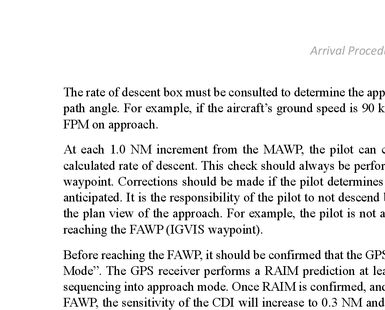 Arrival Proced
The rate of descent box must be consulted to determine the app
path angle. For example, if the aircraft's ground speed is 90 k
FPM on approach.
At each 1.0 NM increment from the MAWP, the pilot can c
calculated rate of descent. This check should always be perfor
waypoint. Corrections should be made if the pilot determines
anticipated. It is the responsibility of the pilot to not descend b
the plan view of the approach. For example, the pilot is not a
reaching the FAWP (IGVIS waypoint).
Before reaching the FAWP, it should be confirmed that the GPS
Mode”. The GPS receiver performs a RAIM prediction at lea
sequencing into approach mode. Once RAIM is confirmed, and
FAWP, the sensitivity of the CDI will increase to 0.3 NM and